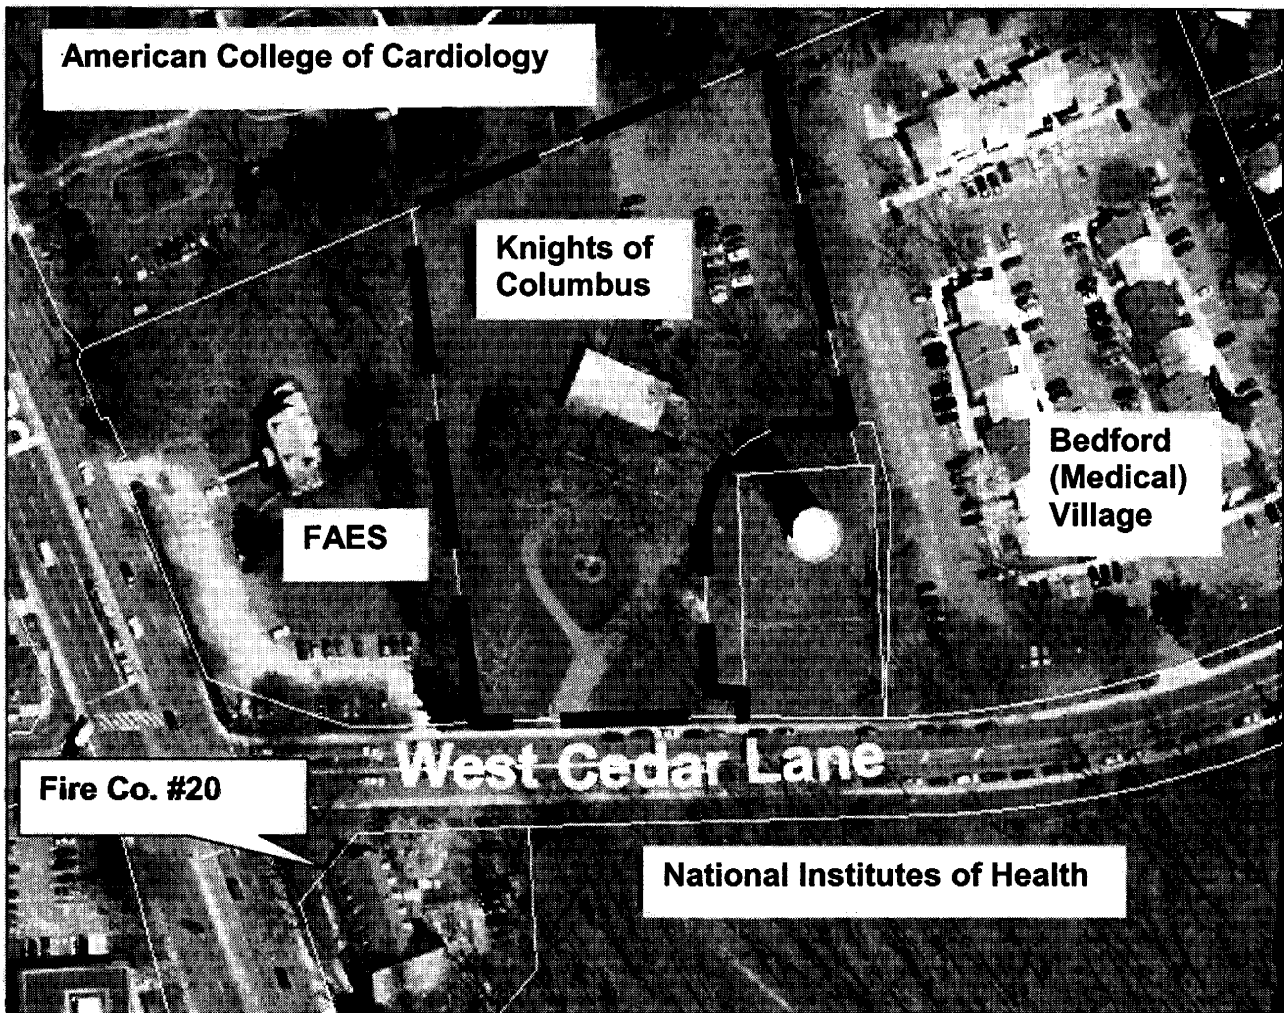 American College of Cardiology
Knights of
Columbus
Bedford
(Medical)
Village
FAES
West Cedar Lane
Fire Co. #20
National Institutes of Health